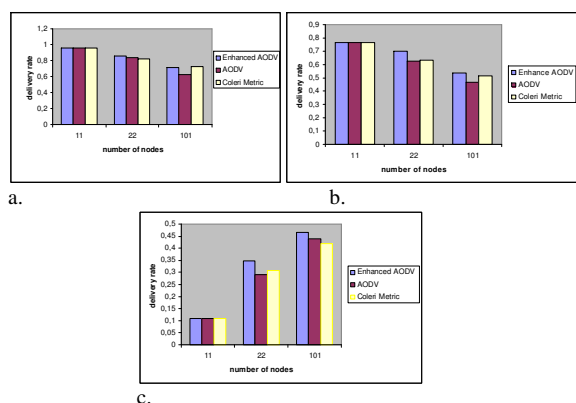 1,2
1
0,8
0,6
0,4
0,2
0
delivery rate
11 22 101
number of nodes
Enhanced AODV
AODV
Coleri Metric
a.
0,9
0,8
0,7
0,6
0,5
0,4
0,3
0,2
0,1
0
delivery rate
11 22 101
number of nodes
Enhance AODV
AODV
Coleri Metric
b.
0,5
0,45
0,4
0,35
0,3
0,25
0,2
0,15
0,1
0,05
0
delivery rate
11 22 101
number of nodes
Enhanced AODV
AODV
Coleri Metric
c.